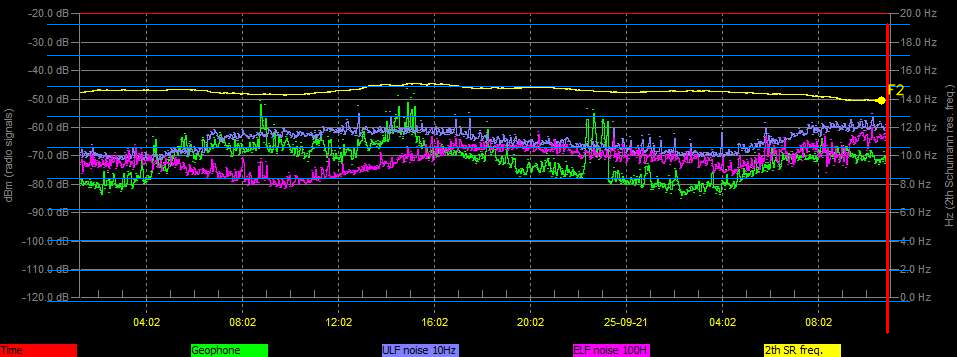 -20.0 dB
20.0 Hz
-30.0 dB
18.0 Hz
-40.0 dB
16.0 Hz
F2
-50.0 dB
14.0 Hz
-60.0 dB
12.0 Hz
-70.0 dB
10.0 Hz
-80.0 dB
8.0 Hz
-90.0 dB
6.0 Hz
-100.0 dB
4.0 Hz
-110.0 dB
2.0 Hz
-120.0 dB
0.0 Hz
dBm (radio signals)
Hz (2th Schumann res. freq.)
04:02 08:02 12:02 16:02 20:02 25-09-21 04:02 08:02
Time Geophone ULF noise 10Hz ELF noise 100H 2th SR freq.